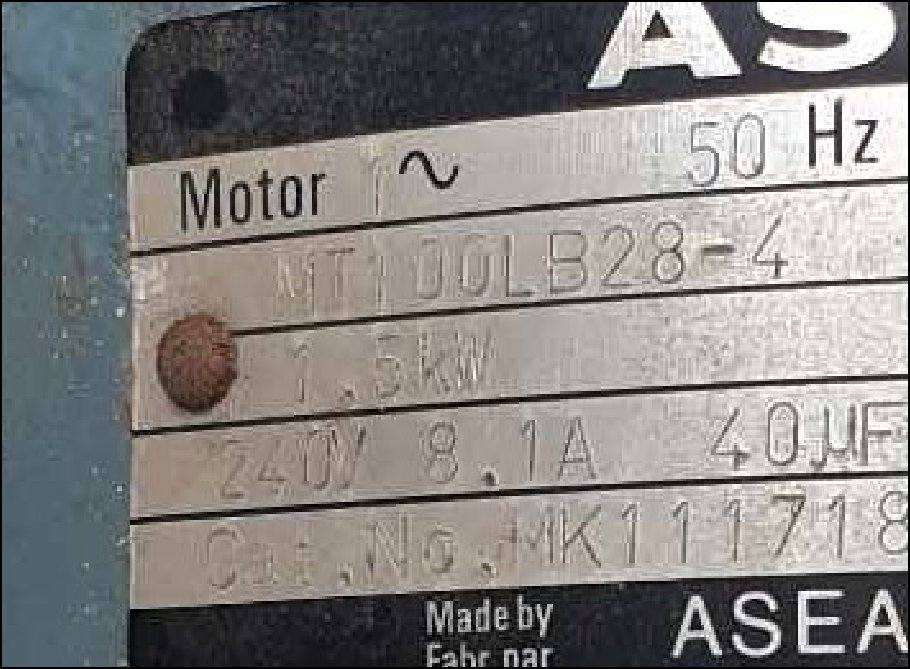 AS
Motor ~ 50 Hz
MT100LB28-4
1.5kW
240V 8.1A 40µF
Cat.No.MK111718
Made by ASEA
Fabr. par